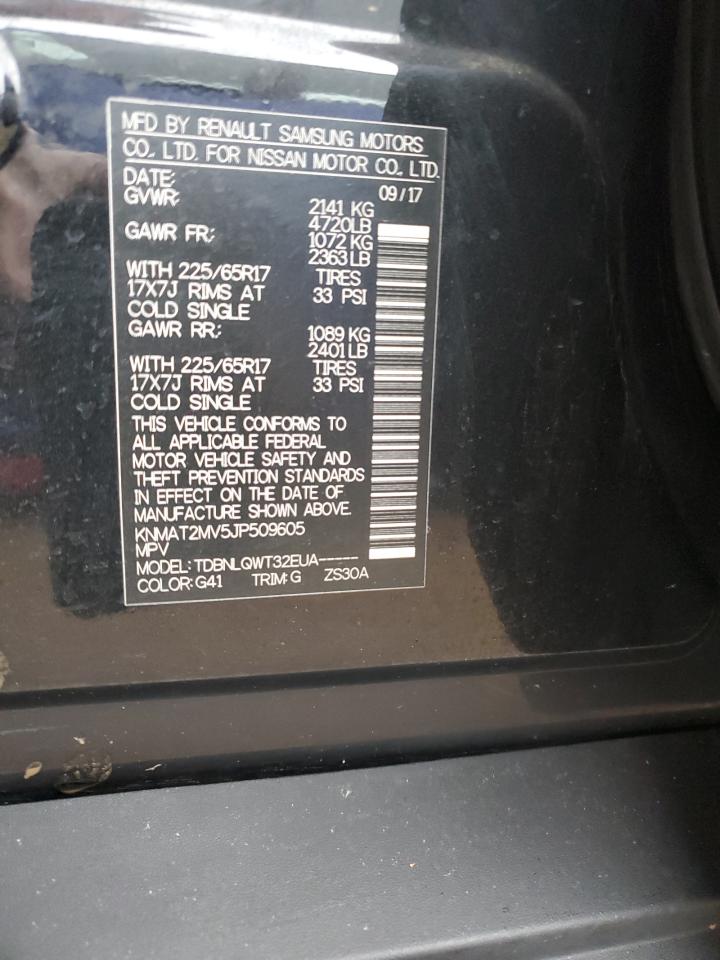 MFD BY RENAULT SAMSUNG MOTORS
CO., LTD. FOR NISSAN MOTOR CO., LTD.
DATE: 09/17
GVWR: 2141 KG
4720LB
GAWR FR: 1072 KG
2363LB
WITH 225/65R17 TIRES
17X7J RIMS AT 33 PSI
COLD SINGLE
GAWR RR: 1089 KG
2401LB
WITH 225/65R17 TIRES
17X7J RIMS AT 33 PSI
COLD SINGLE
THIS VEHICLE CONFORMS TO
ALL APPLICABLE FEDERAL
MOTOR VEHICLE SAFETY AND
THEFT PREVENTION STANDARDS
IN EFFECT ON THE DATE OF
MANUFACTURE SHOWN ABOVE.
KNMAT2MV5JP509605
MPV
MODEL: TDBNLQWT32EUA-----
COLOR: G41 TRIM: G ZS30A